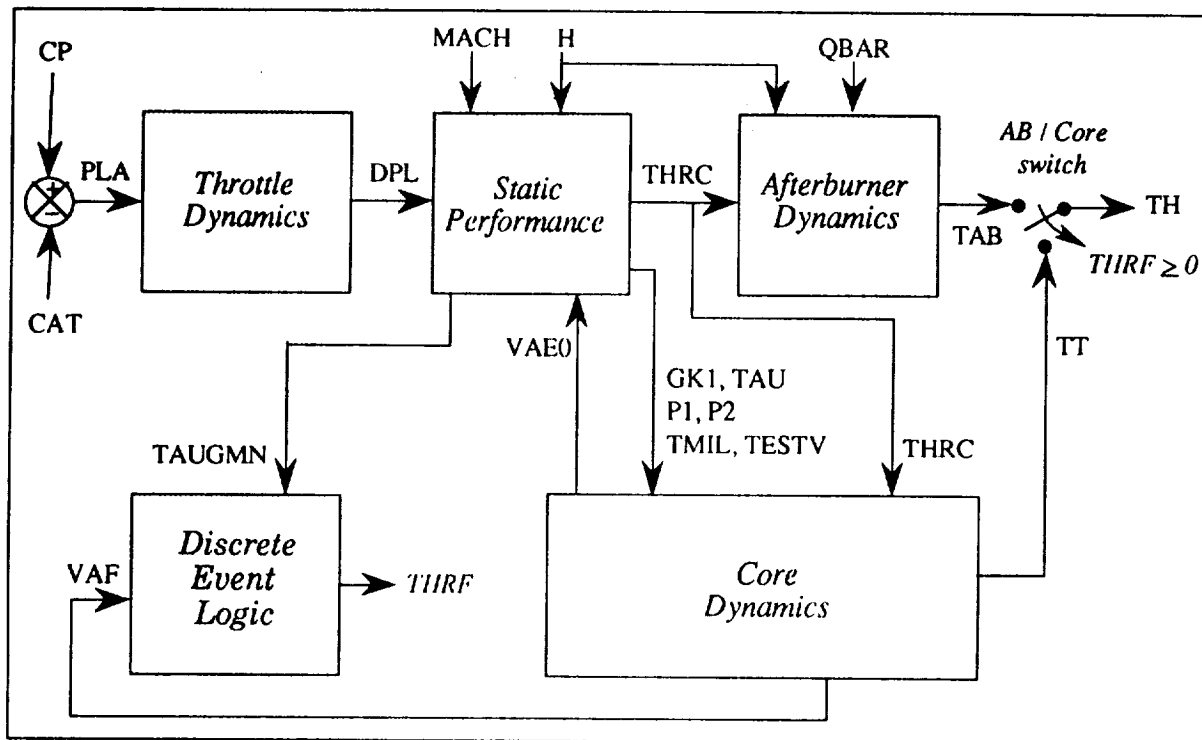 MACH
H
CP
QBAR
AB / Core
switch
PLA
DPL
THRC
Throttle
Dynamics
Static
Performance
Afterburner
Dynamics
+
−
TH
TAB
THRF ≥ 0
CAT
VAE0
TT
GK1, TAU
P1, P2
TMIL, TESTV
TAUGMN
THRC
VAF
Discrete
Event
Logic
THRF
Core
Dynamics